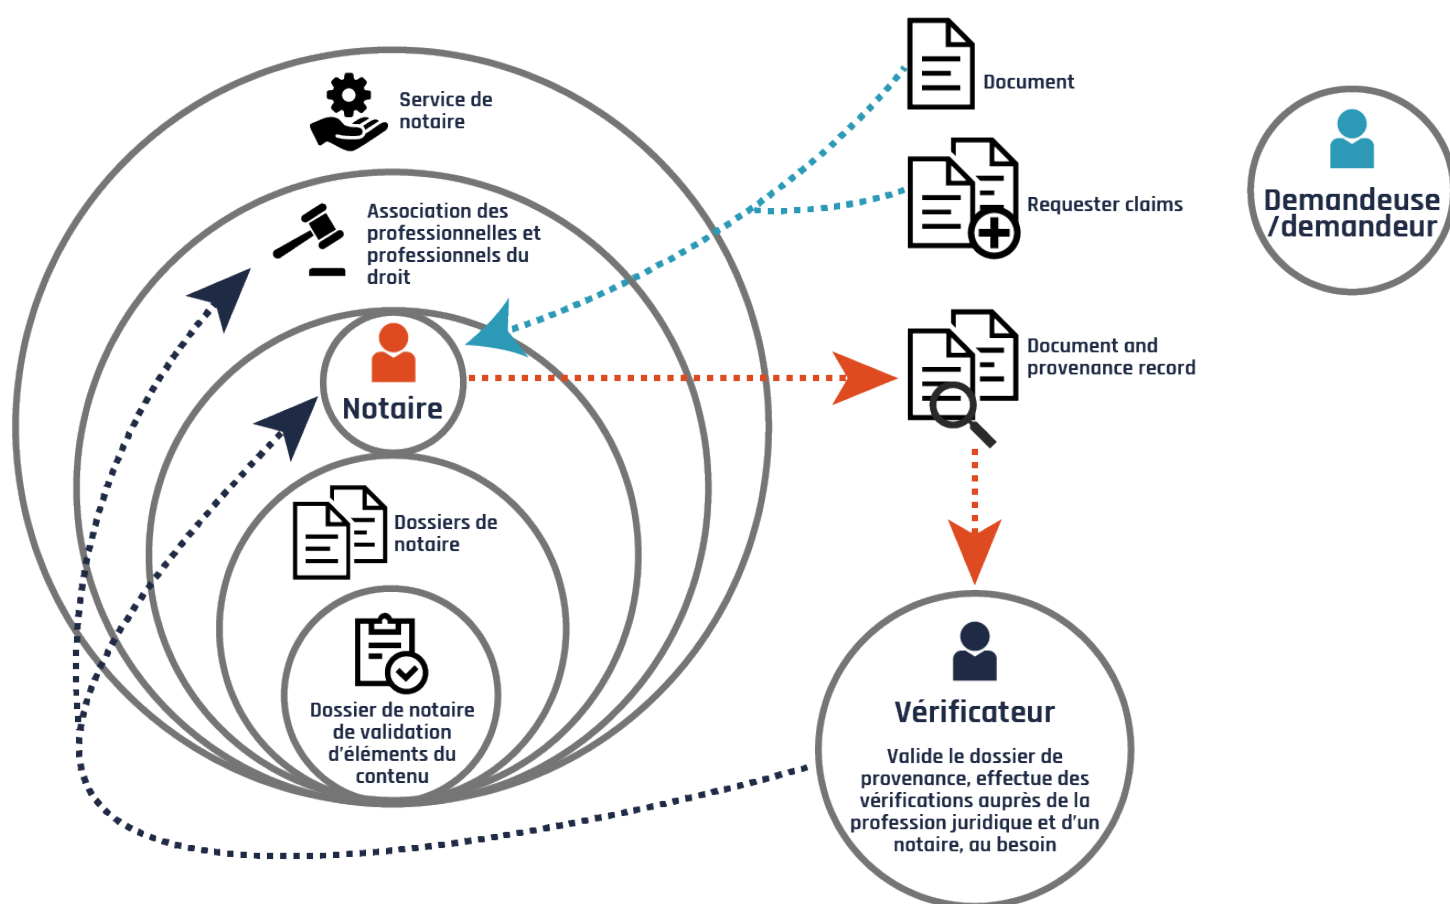 Service de
notaire
Association des
professionnelles et
professionnels du
droit
Notaire
Dossiers de
notaire
Dossier de notaire
de validation
d'éléments du
contenu
Document
Requester claims
Document and
provenance record
Demandeuse
/demandeur
Vérificateur
Valide le dossier de
provenance, effectue des
vérifications auprès de la
profession juridique et d'un
notaire, au besoin